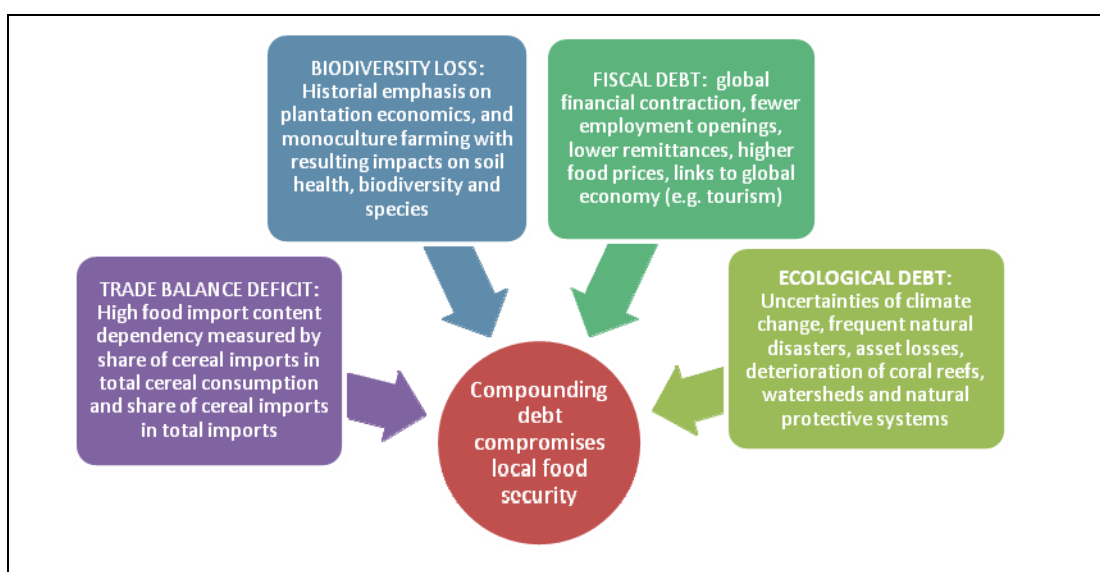 BIODIVERSITY LOSS:
Historial emphasis on
plantation economics, and
monoculture farming with
resulting impacts on soil
health, biodiversity and
species
FISCAL DEBT: global
financial contraction, fewer
employment openings,
lower remittances, higher
food prices, links to global
economy (e.g. tourism)
TRADE BALANCE DEFICIT:
High food import content
dependency measured by
share of cereal imports in
total cereal consumption
and share of cereal imports
in total imports
ECOLOGICAL DEBT:
Uncertainties of climate
change, frequent natural
disasters, asset losses,
deterioration of coral reefs,
watersheds and natural
protective systems
Compounding
debt
compromises
local food
security